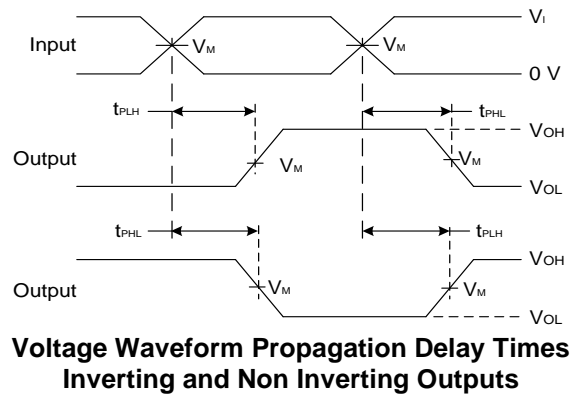 VI
Input
VM
VM
0 V
tPLH
tPHL
VOH
Output
VM
VM
VOL
tPHL
tPLH
VOH
Output
VM
VM
VOL
Voltage Waveform Propagation Delay Times
Inverting and Non Inverting Outputs